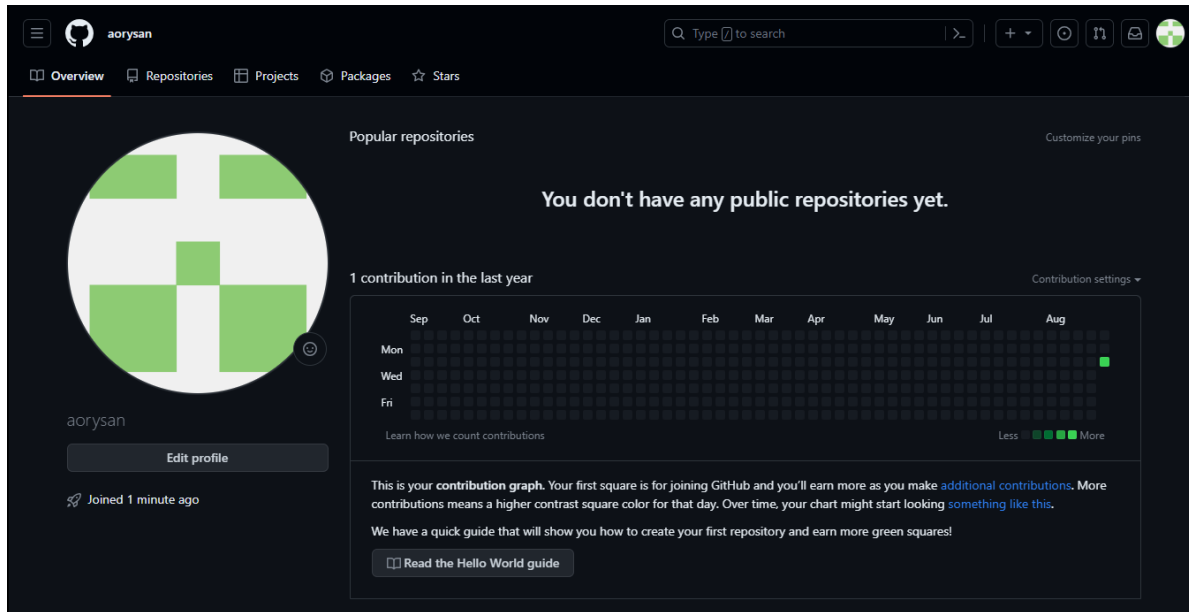 aorysan
Type / to search
Overview Repositories Projects Packages Stars
Popular repositories
Customize your pins
You don't have any public repositories yet.
1 contribution in the last year
Contribution settings
Sep Oct Nov Dec Jan Feb Mar Apr May Jun Jul Aug
Mon
Wed
Fri
Learn how we count contributions
Less More
aorysan
Edit profile
Joined 1 minute ago
This is your contribution graph. Your first square is for joining GitHub and you'll earn more as you make additional contributions. More
contributions means a higher contrast square color for that day. Over time, your chart might start looking something like this.
We have a quick guide that will show you how to create your first repository and earn more green squares!
Read the Hello World guide